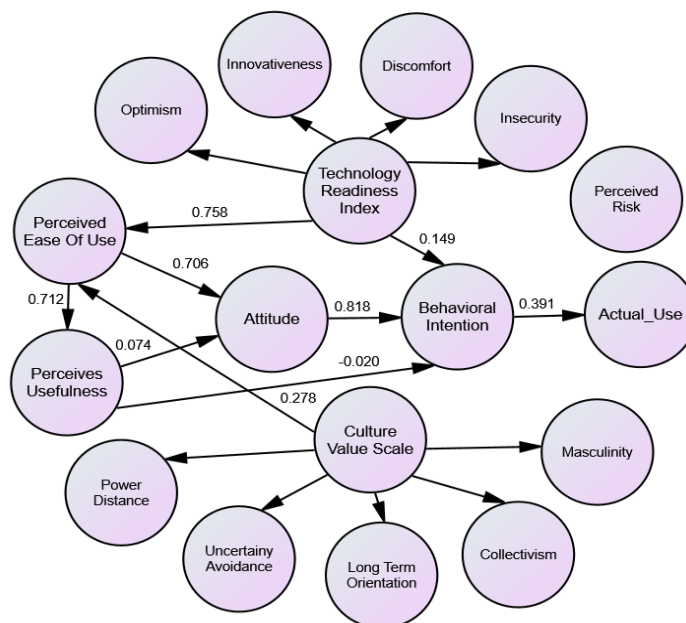 Innovativeness
Discomfort
Optimism
Insecurity
Technology
Readiness
Index
Perceived
Risk
Perceived
Ease Of Use
0.758
0.149
0.706
0.712
Attitude
0.818
Behavioral
Intention
0.391
Actual_Use
0.074
Perceives
Usefulness
-0.020
0.278
Culture
Value Scale
Masculinity
Power
Distance
Uncertainy
Avoidance
Long Term
Orientation
Collectivism